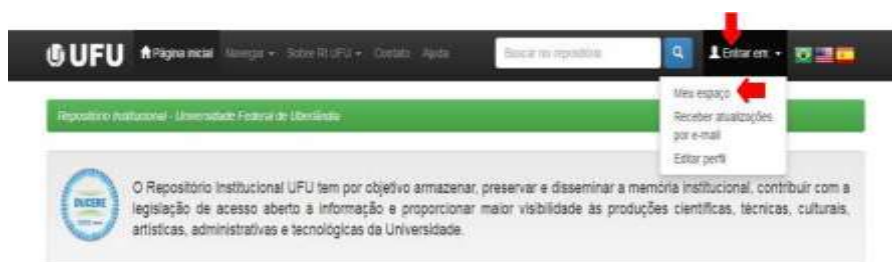 UFU Página inicial Navegar Sobre RI UFU Contato Ajuda Buscar no repositório Entrar em:
Meu espaço
Receber atualizações
por e-mail
Editar perfil
Repositório Institucional - Universidade Federal de Uberlândia
DUCERE
O Repositório Institucional UFU tem por objetivo armazenar, preservar e disseminar a memória institucional, contribuir com a
legislação de acesso aberto à informação e proporcionar maior visibilidade às produções científicas, técnicas, culturais,
artísticas, administrativas e tecnológicas da Universidade.